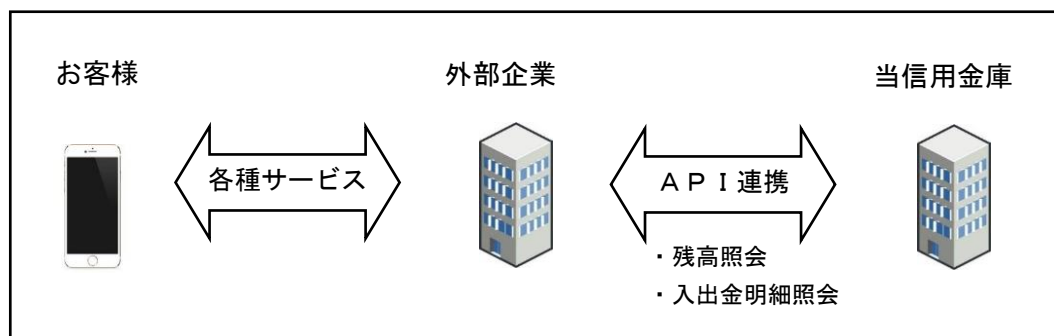 お客様
外部企業
当信用金庫
各種サービス
ＡＰＩ連携
・残高照会
・入出金明細照会